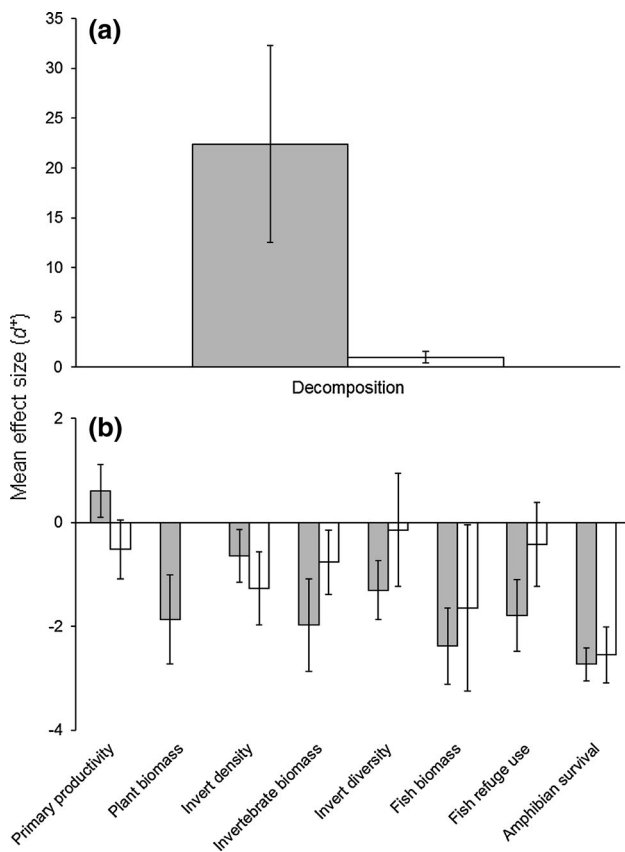 (a)
35
30
25
20
15
10
5
0
Decomposition
Mean effect size (d'+)
(b)
2
0
-2
-4
Primary productivity
Plant biomass
Invert density
Invertebrate biomass
Invert diversity
Fish biomass
Fish refuge use
Amphibian survival